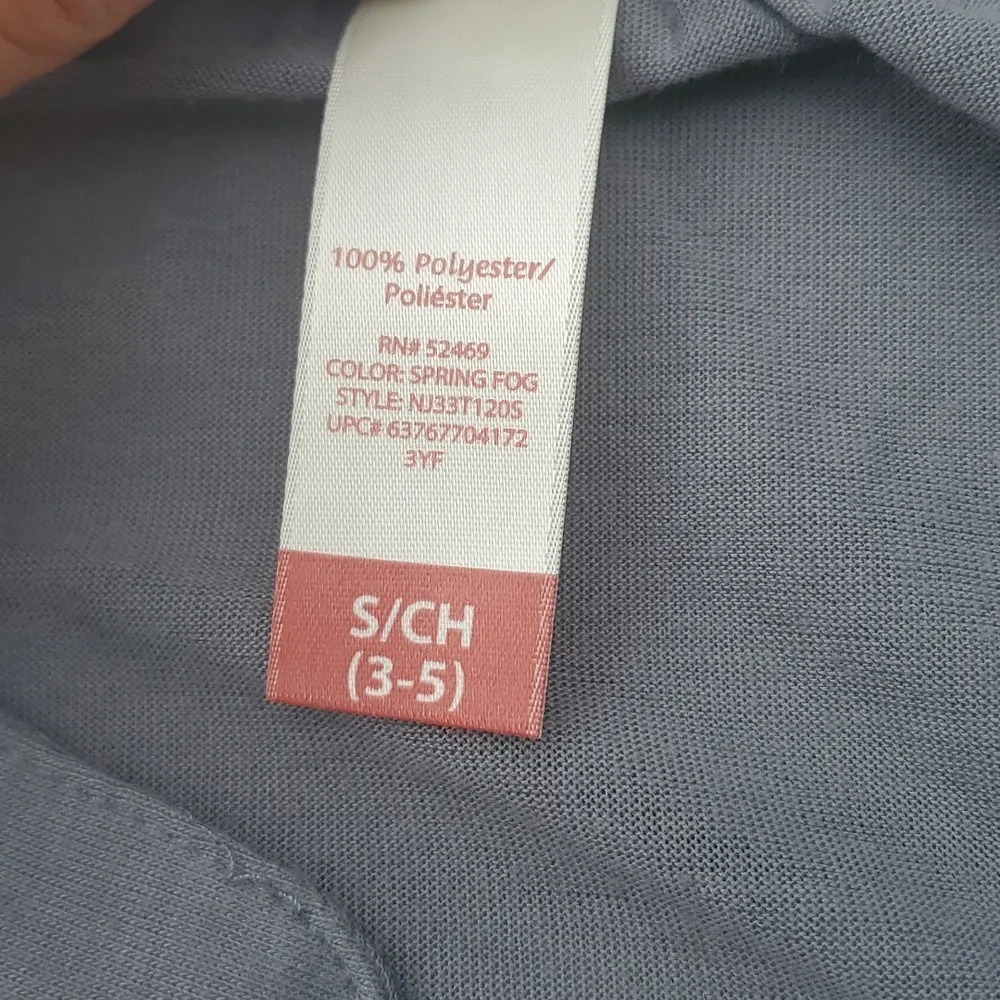 100% Polyester/
Poliéster
RN# 52469
COLOR: SPRING FOG
STYLE: NJ33T120S
UPC# 63767704172
3YF
S/CH
(3-5)